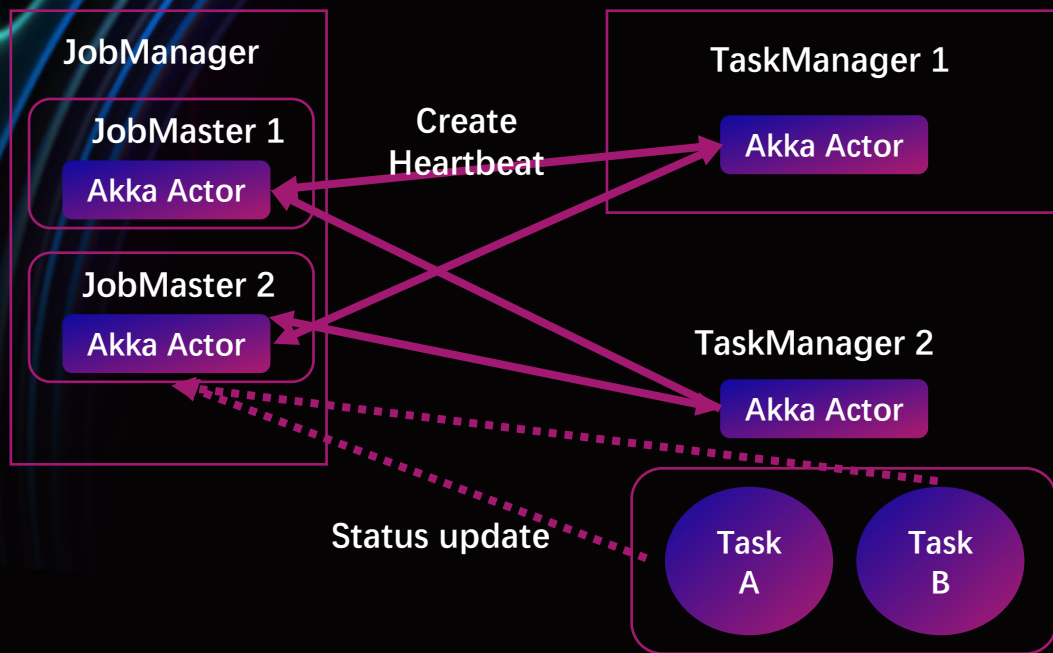 JobManager
JobMaster 1
Akka Actor
JobMaster 2
Akka Actor
Create
Heartbeat
Status update
TaskManager 1
Akka Actor
TaskManager 2
Akka Actor
Task
A
Task
B